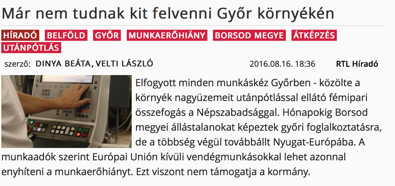 Már nem tudnak kit felvenni Győr környékén
HÍRADÓ BELFÖLD GYŐR MUNKAERŐHIÁNY BORSOD MEGYE ÁTKÉPZÉS
UTÁNPÓTLÁS
szerző: DINYA BEÁTA, VELTI LÁSZLÓ 2016.08.16. 18:36 RTL Híradó
Elfogyott minden munkáskéz Győrben - közölte a
környék nagyüzemeit utánpótlással ellátó fémipari
összefogás a Népszabadsággal. Hónapokig Borsod
megyei állástalanokat képeztek győri foglalkoztatásra,
de a többség végül továbbállt Nyugat-Európába. A
munkaadók szerint Európai Unión kívüli vendégmunkásokkal lehet azonnal
enyhíteni a munkaerőhiányt. Ezt viszont nem támogatja a kormány.